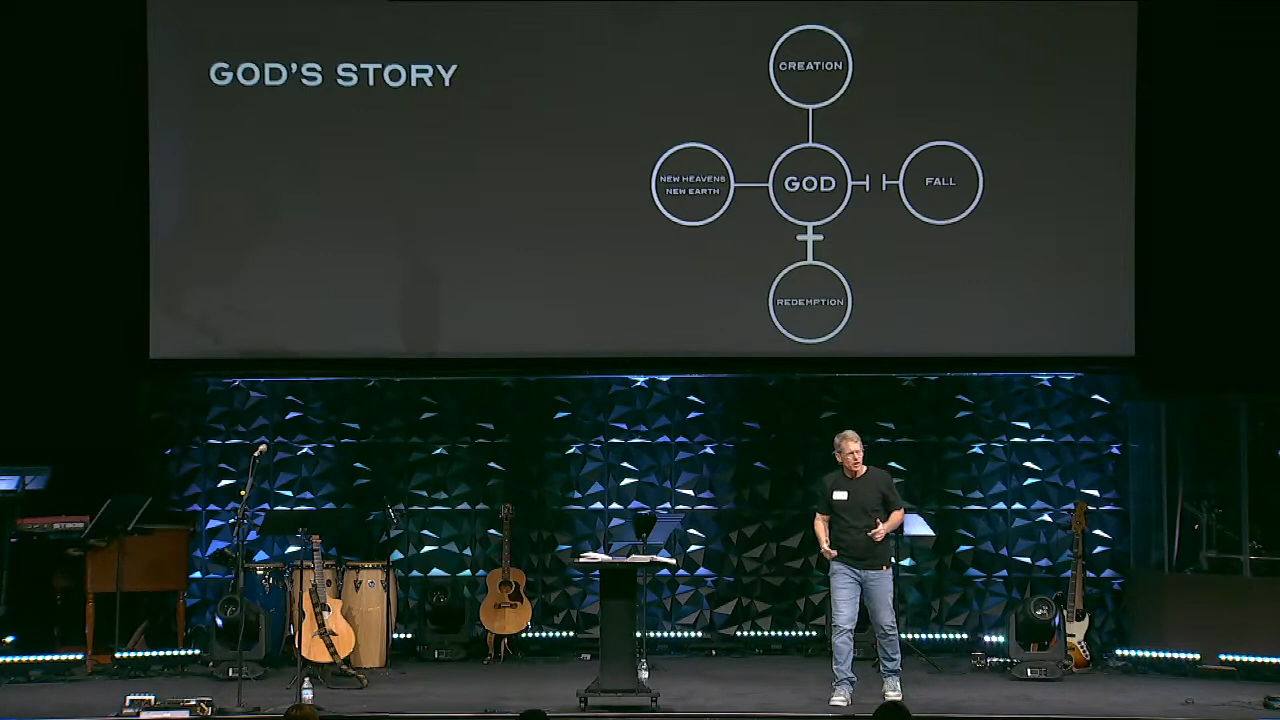 GOD'S STORY
CREATION
NEW HEAVENS
NEW EARTH
GOD
FALL
REDEMPTION